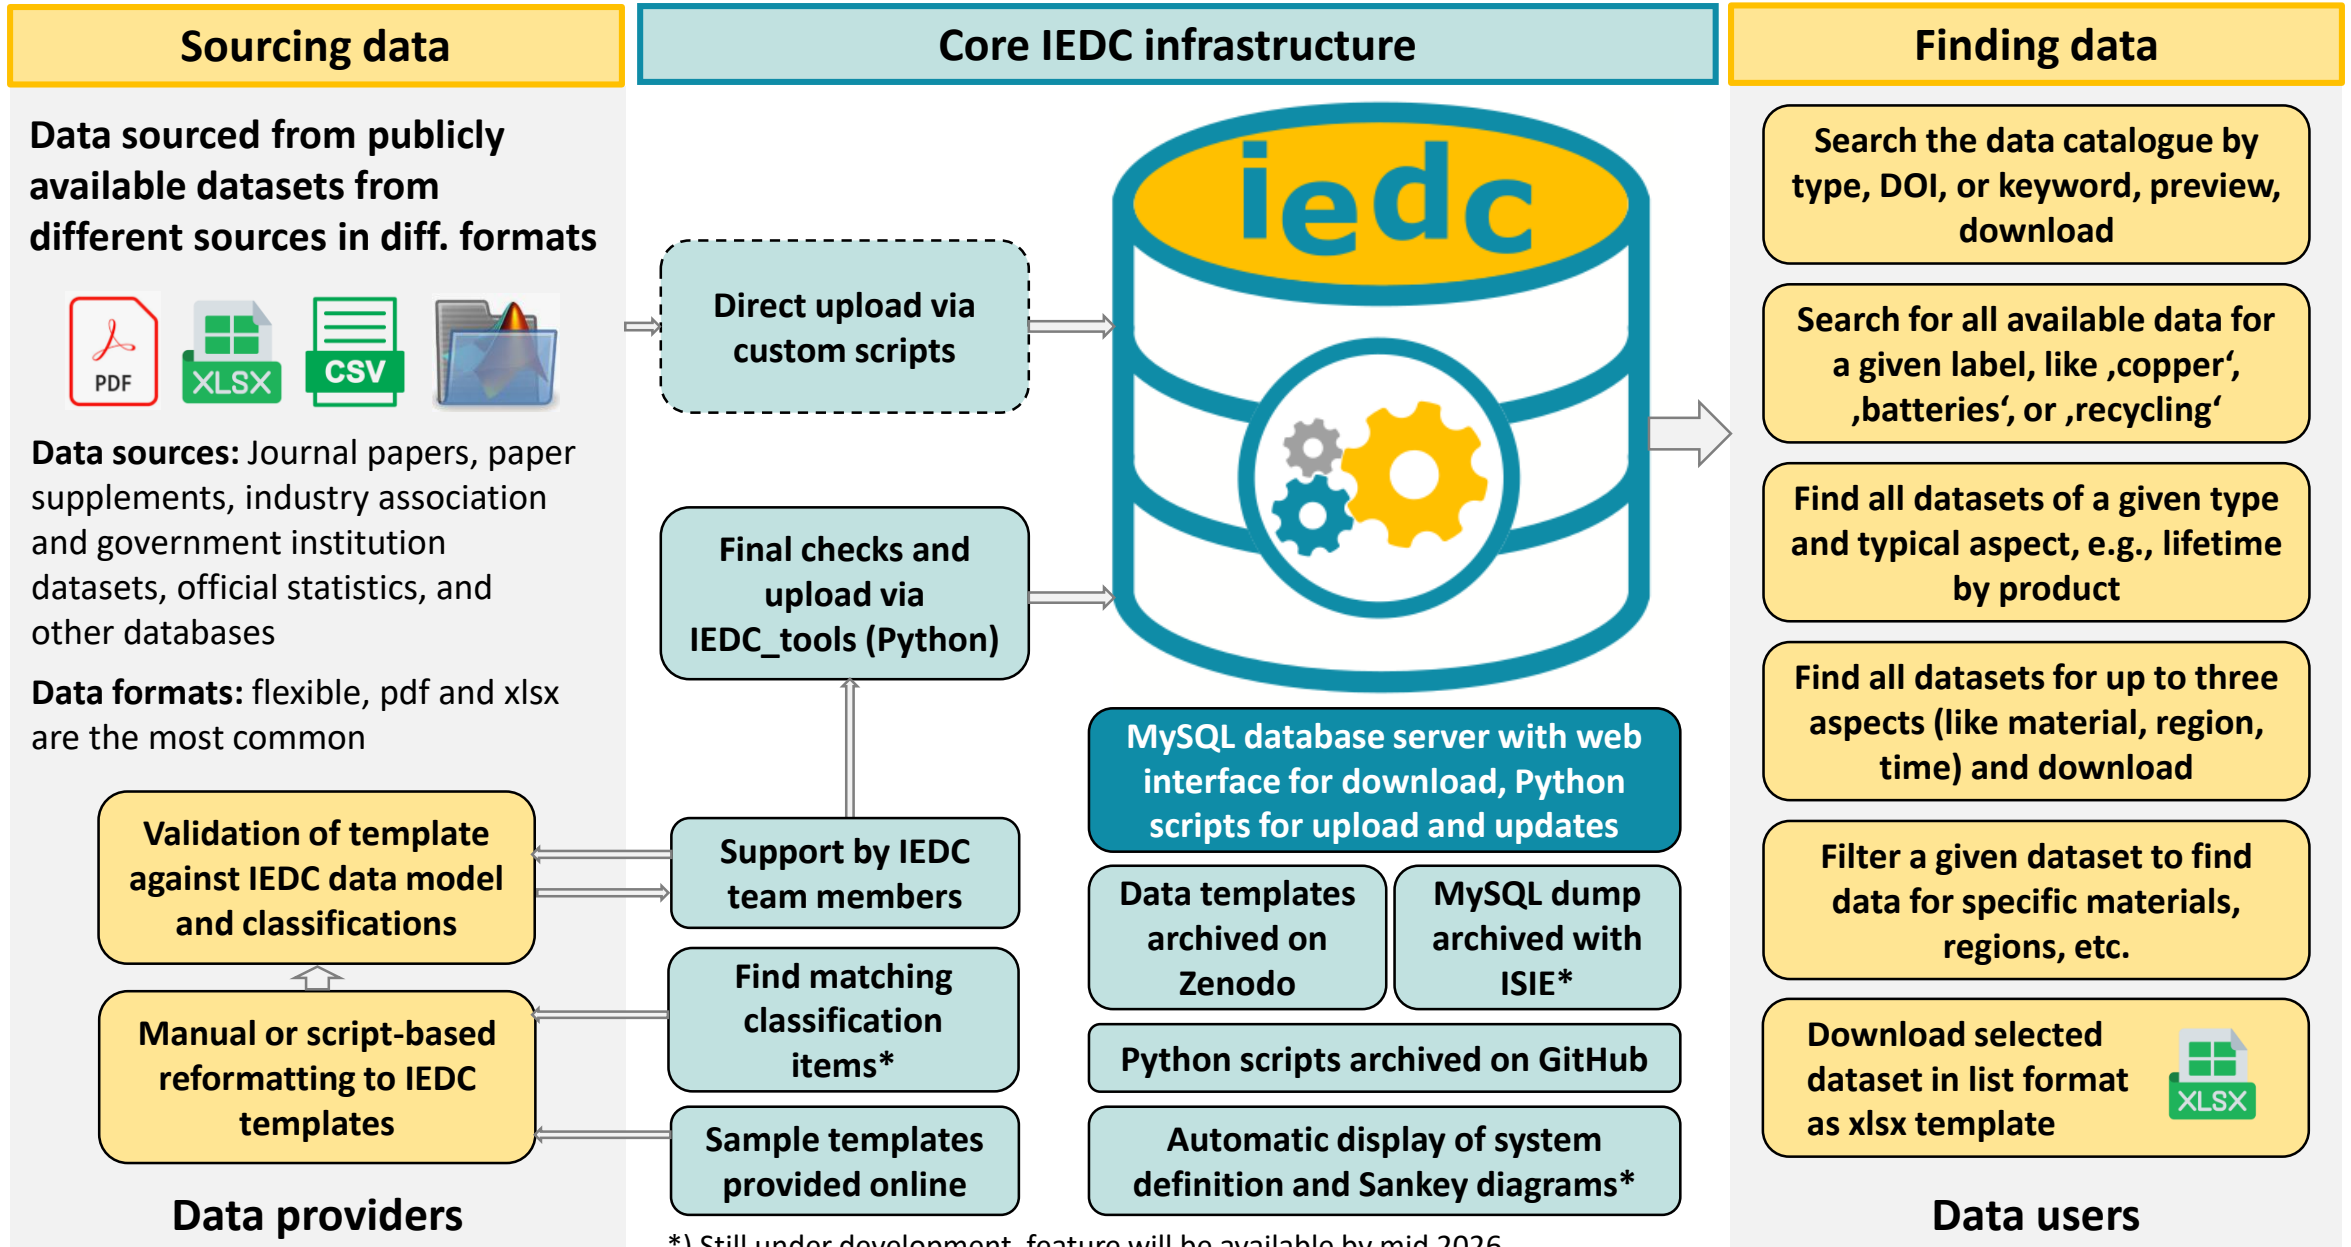 Sourcing data
Data sourced from publicly
available datasets from
different sources in diff. formats
PDF
XLSX
CSV
Data sources: Journal papers, paper
supplements, industry association
and government institution
datasets, official statistics, and
other databases
Data formats: flexible, pdf and xlsx
are the most common
Validation of template
against IEDC data model
and classifications
Manual or script-based
reformatting to IEDC
templates
Data providers
Core IEDC infrastructure
Direct upload via
custom scripts
Final checks and
upload via
IEDC_tools (Python)
Support by IEDC
team members
Find matching
classification
items*
Sample templates
provided online
iedc
MySQL database server with web
interface for download, Python
scripts for upload and updates
Data templates
archived on
Zenodo
MySQL dump
archived with
ISIE*
Python scripts archived on GitHub
Automatic display of system
definition and Sankey diagrams*
*) Still under development, feature will be available by mid 2026
Finding data
Search the data catalogue by
type, DOI, or keyword, preview,
download
Search for all available data for
a given label, like ‚copper‘,
‚batteries‘, or ‚recycling‘
Find all datasets of a given type
and typical aspect, e.g., lifetime
by product
Find all datasets for up to three
aspects (like material, region,
time) and download
Filter a given dataset to find
data for specific materials,
regions, etc.
Download selected
dataset in list format
as xlsx template
XLSX
Data users